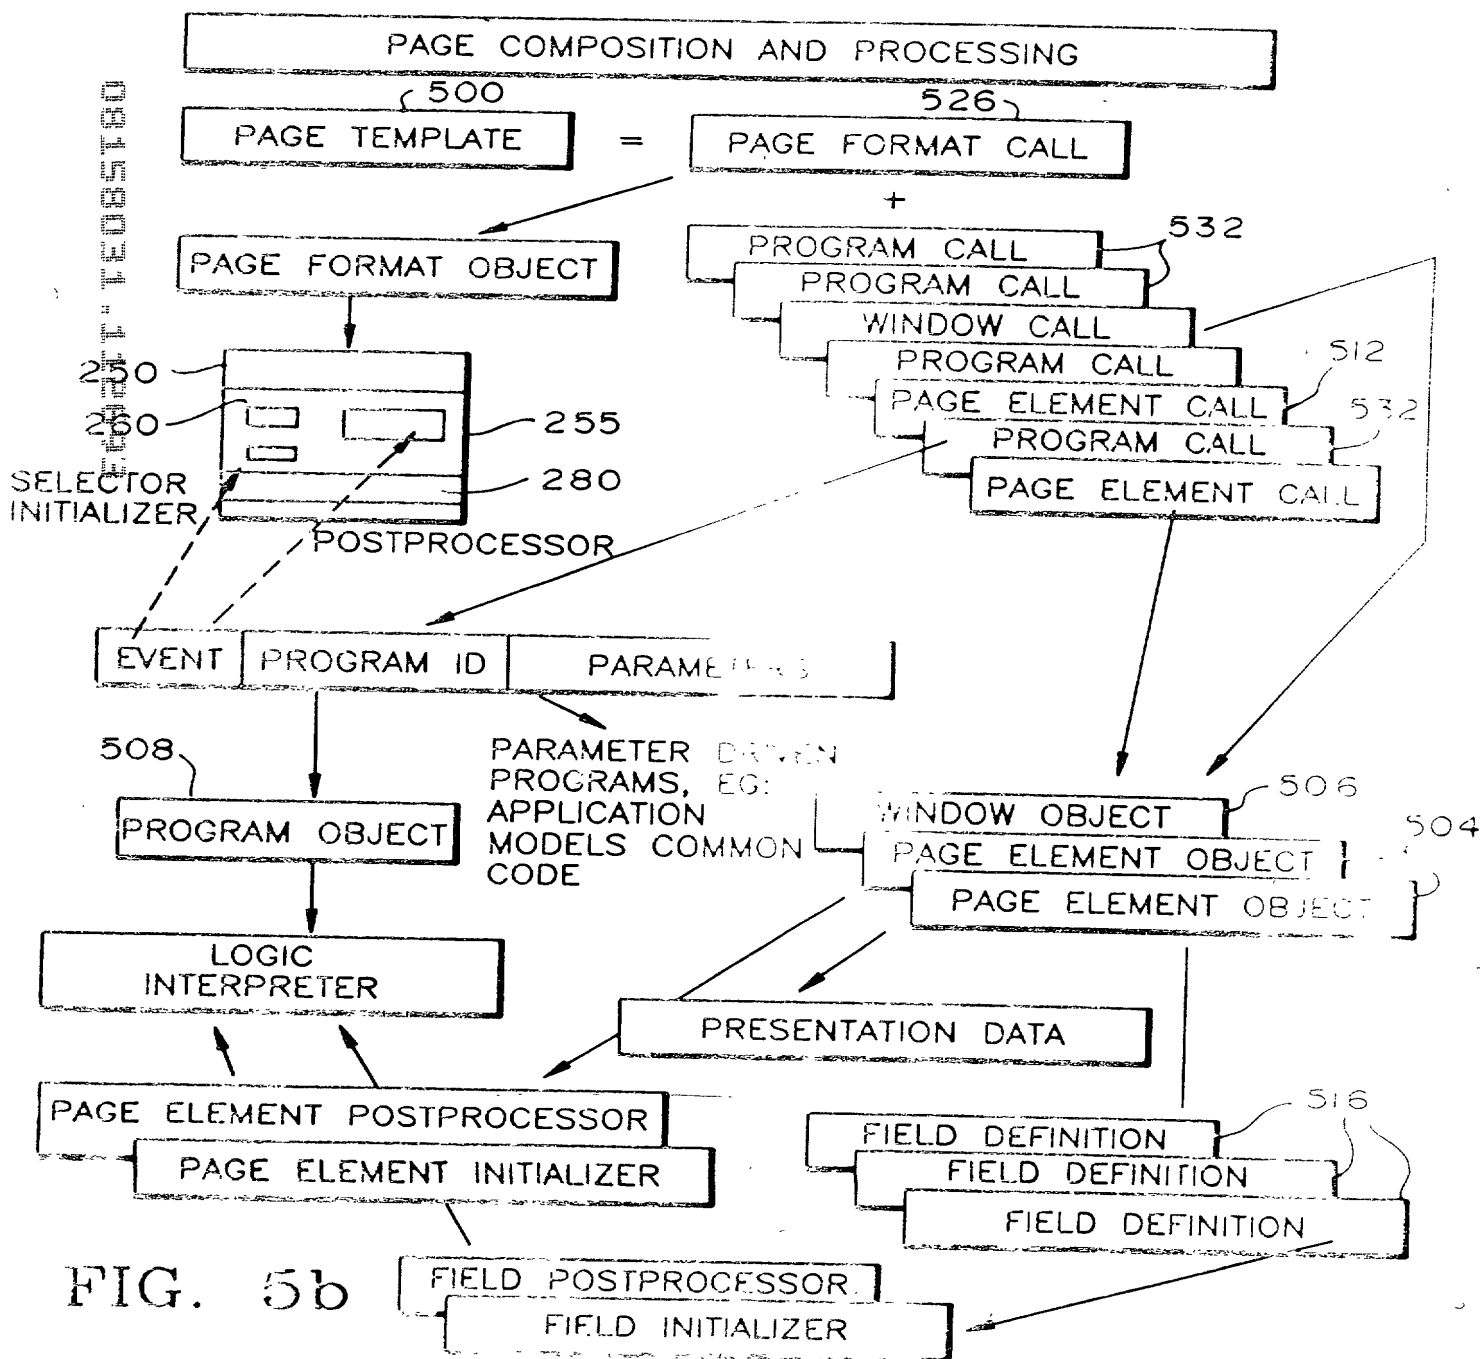 PAGE COMPOSITION AND PROCESSING
500
526
PAGE TEMPLATE = PAGE FORMAT CALL
+
532
PROGRAM CALL
PAGE FORMAT OBJECT
PROGRAM CALL
WINDOW CALL
PROGRAM CALL
512
PAGE ELEMENT CALL
532
PROGRAM CALL
PAGE ELEMENT CALL
250
260
255
280
SELECTOR
INITIALIZER
POSTPROCESSOR
EVENT
PROGRAM ID
PARAMETERS
508
PROGRAM OBJECT
PARAMETER DRIVEN
PROGRAMS, EG:
APPLICATION
MODELS COMMON
CODE
506
WINDOW OBJECT
504
PAGE ELEMENT OBJECT
PAGE ELEMENT OBJECT
LOGIC
INTERPRETER
PRESENTATION DATA
PAGE ELEMENT POSTPROCESSOR
PAGE ELEMENT INITIALIZER
516
FIELD DEFINITION
FIELD DEFINITION
FIELD DEFINITION
FIELD POSTPROCESSOR
FIELD INITIALIZER
FIG. 5b